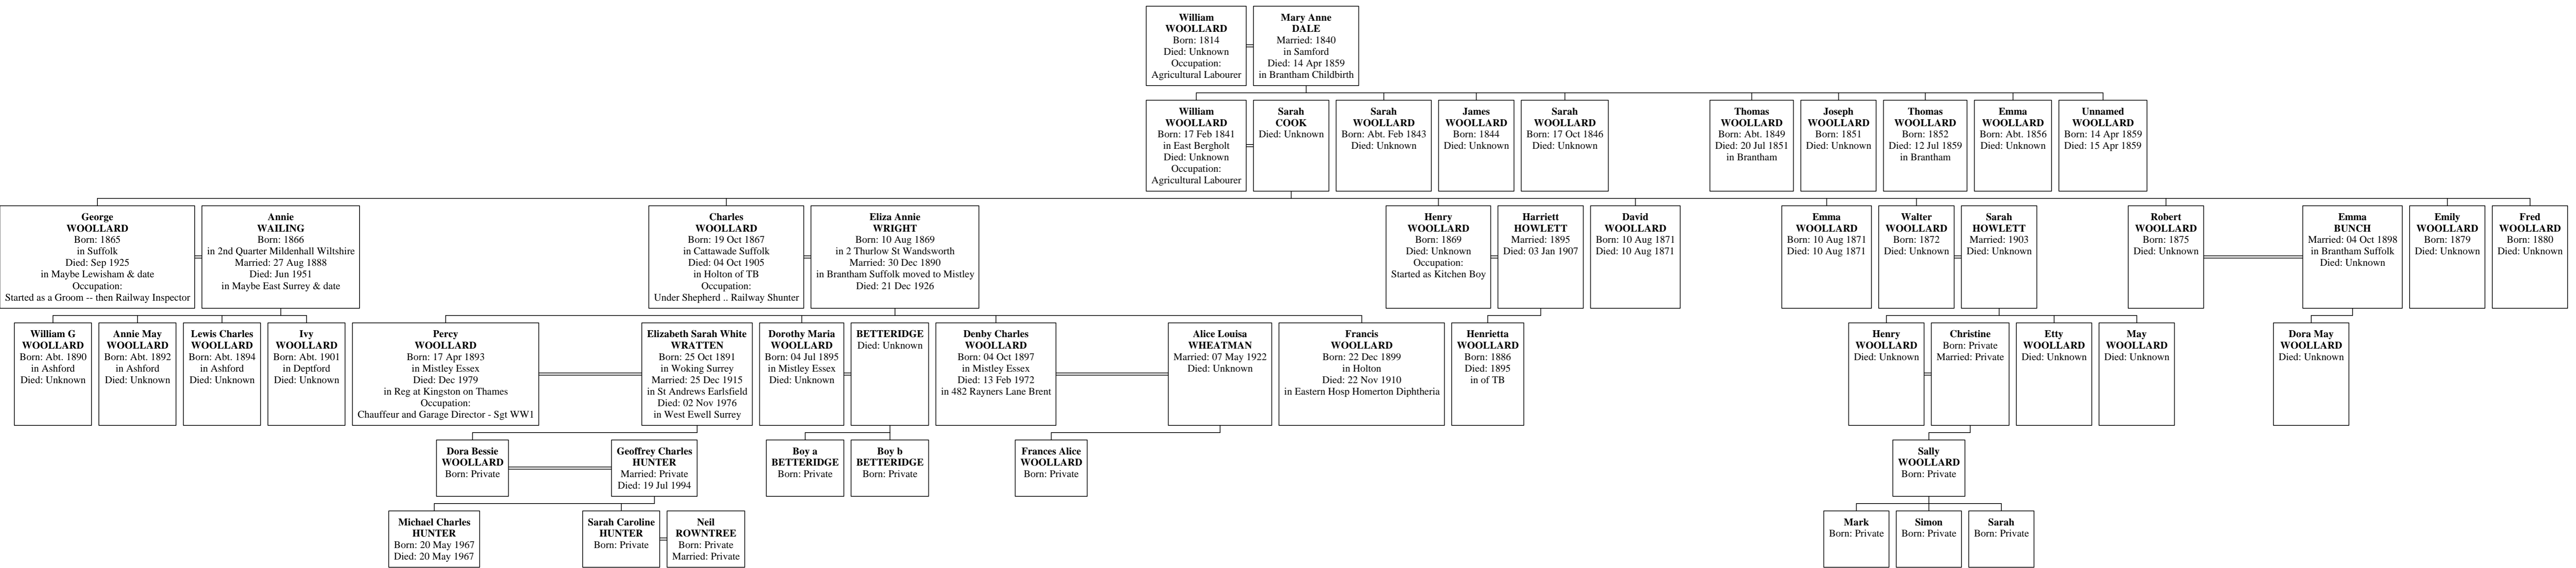 William
WOOLLARD
Born: 1814
Died: Unknown
Occupation:
Agricultural Labourer
Mary Anne
DALE
Married: 1840
in Samford
Died: 14 Apr 1859
in Brantham Childbirth
William
WOOLLARD
Born: 17 Feb 1841
in East Bergholt
Died: Unknown
Occupation:
Agricultural Labourer
Sarah
COOK
Died: Unknown
Sarah
WOOLLARD
Born: Abt. Feb 1843
Died: Unknown
James
WOOLLARD
Born: 1844
Died: Unknown
Sarah
WOOLLARD
Born: 17 Oct 1846
Died: Unknown
Thomas
WOOLLARD
Born: Abt. 1849
Died: 20 Jul 1851
in Brantham
Joseph
WOOLLARD
Born: 1851
Died: Unknown
Thomas
WOOLLARD
Born: 1852
Died: 12 Jul 1859
in Brantham
Emma
WOOLLARD
Born: Abt. 1856
Died: Unknown
Unnamed
WOOLLARD
Born: 14 Apr 1859
Died: 15 Apr 1859
George
WOOLLARD
Born: 1865
in Suffolk
Died: Sep 1925
in Maybe Lewisham & date
Occupation:
Started as a Groom -- then Railway Inspector
Annie
WAILING
Born: 1866
in 2nd Quarter Mildenhall Wiltshire
Married: 27 Aug 1888
Died: Jun 1951
in Maybe East Surrey & date
Charles
WOOLLARD
Born: 19 Oct 1867
in Cattawade Suffolk
Died: 04 Oct 1905
in Holton of TB
Occupation:
Under Shepherd .. Railway Shunter
Eliza Annie
WRIGHT
Born: 10 Aug 1869
in 2 Thurlow St Wandsworth
Married: 30 Dec 1890
in Brantham Suffolk moved to Mistley
Died: 21 Dec 1926
Henry
WOOLLARD
Born: 1869
Died: Unknown
Occupation:
Started as Kitchen Boy
Harriett
HOWLETT
Married: 1895
Died: 03 Jan 1907
David
WOOLLARD
Born: 10 Aug 1871
Died: 10 Aug 1871
Emma
WOOLLARD
Born: 10 Aug 1871
Died: 10 Aug 1871
Walter
WOOLLARD
Born: 1872
Died: Unknown
Sarah
HOWLETT
Married: 1903
Died: Unknown
Robert
WOOLLARD
Born: 1875
Died: Unknown
Emma
BUNCH
Married: 04 Oct 1898
in Brantham Suffolk
Died: Unknown
Emily
WOOLLARD
Born: 1879
Died: Unknown
Fred
WOOLLARD
Born: 1880
Died: Unknown
William G
WOOLLARD
Born: Abt. 1890
in Ashford
Died: Unknown
Annie May
WOOLLARD
Born: Abt. 1892
in Ashford
Died: Unknown
Lewis Charles
WOOLLARD
Born: Abt. 1894
in Ashford
Died: Unknown
Ivy
WOOLLARD
Born: Abt. 1901
in Deptford
Died: Unknown
Percy
WOOLLARD
Born: 17 Apr 1893
in Mistley Essex
Died: Dec 1979
in Reg at Kingston on Thames
Occupation:
Chauffeur and Garage Director - Sgt WW1
Elizabeth Sarah White
WRATTEN
Born: 25 Oct 1891
in Woking Surrey
Married: 25 Dec 1915
in St Andrews Earlsfield
Died: 02 Nov 1976
in West Ewell Surrey
Dorothy Maria
WOOLLARD
Born: 04 Jul 1895
in Mistley Essex
Died: Unknown
BETTERIDGE
Died: Unknown
Denby Charles
WOOLLARD
Born: 04 Oct 1897
in Mistley Essex
Died: 13 Feb 1972
in 482 Rayners Lane Brent
Alice Louisa
WHEATMAN
Married: 07 May 1922
Died: Unknown
Francis
WOOLLARD
Born: 22 Dec 1899
in Holton
Died: 22 Nov 1910
in Eastern Hosp Homerton Diphtheria
Henrietta
WOOLLARD
Born: 1886
Died: 1895
in of TB
Henry
WOOLLARD
Died: Unknown
Christine
Born: Private
Married: Private
Etty
WOOLLARD
Died: Unknown
May
WOOLLARD
Died: Unknown
Dora May
WOOLLARD
Died: Unknown
Dora Bessie
WOOLLARD
Born: Private
Geoffrey Charles
HUNTER
Married: Private
Died: 19 Jul 1994
Boy a
BETTERIDGE
Born: Private
Boy b
BETTERIDGE
Born: Private
Frances Alice
WOOLLARD
Born: Private
Sally
WOOLLARD
Born: Private
Michael Charles
HUNTER
Born: 20 May 1967
Died: 20 May 1967
Sarah Caroline
HUNTER
Born: Private
Neil
ROWNTREE
Born: Private
Married: Private
Mark
Born: Private
Simon
Born: Private
Sarah
Born: Private